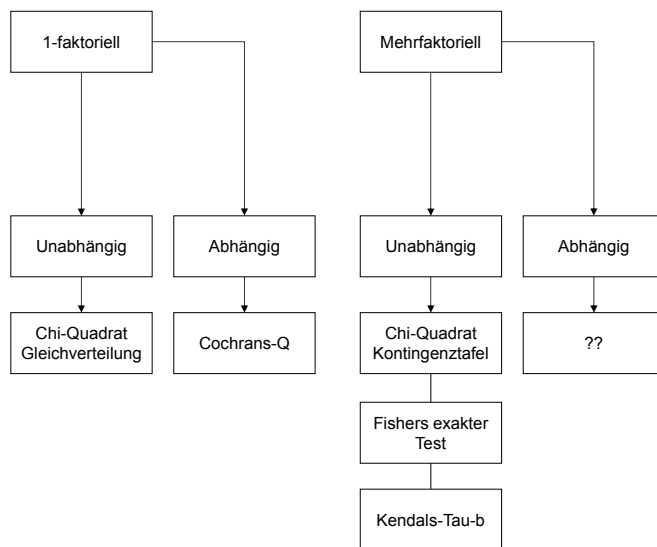 1-faktoriell
Mehrfaktoriell
Unabhängig
Abhängig
Unabhängig
Abhängig
Chi-Quadrat
Gleichverteilung
Cochrans-Q
Chi-Quadrat
Kontingenztafel
??
Fishers exakter
Test
Kendals-Tau-b